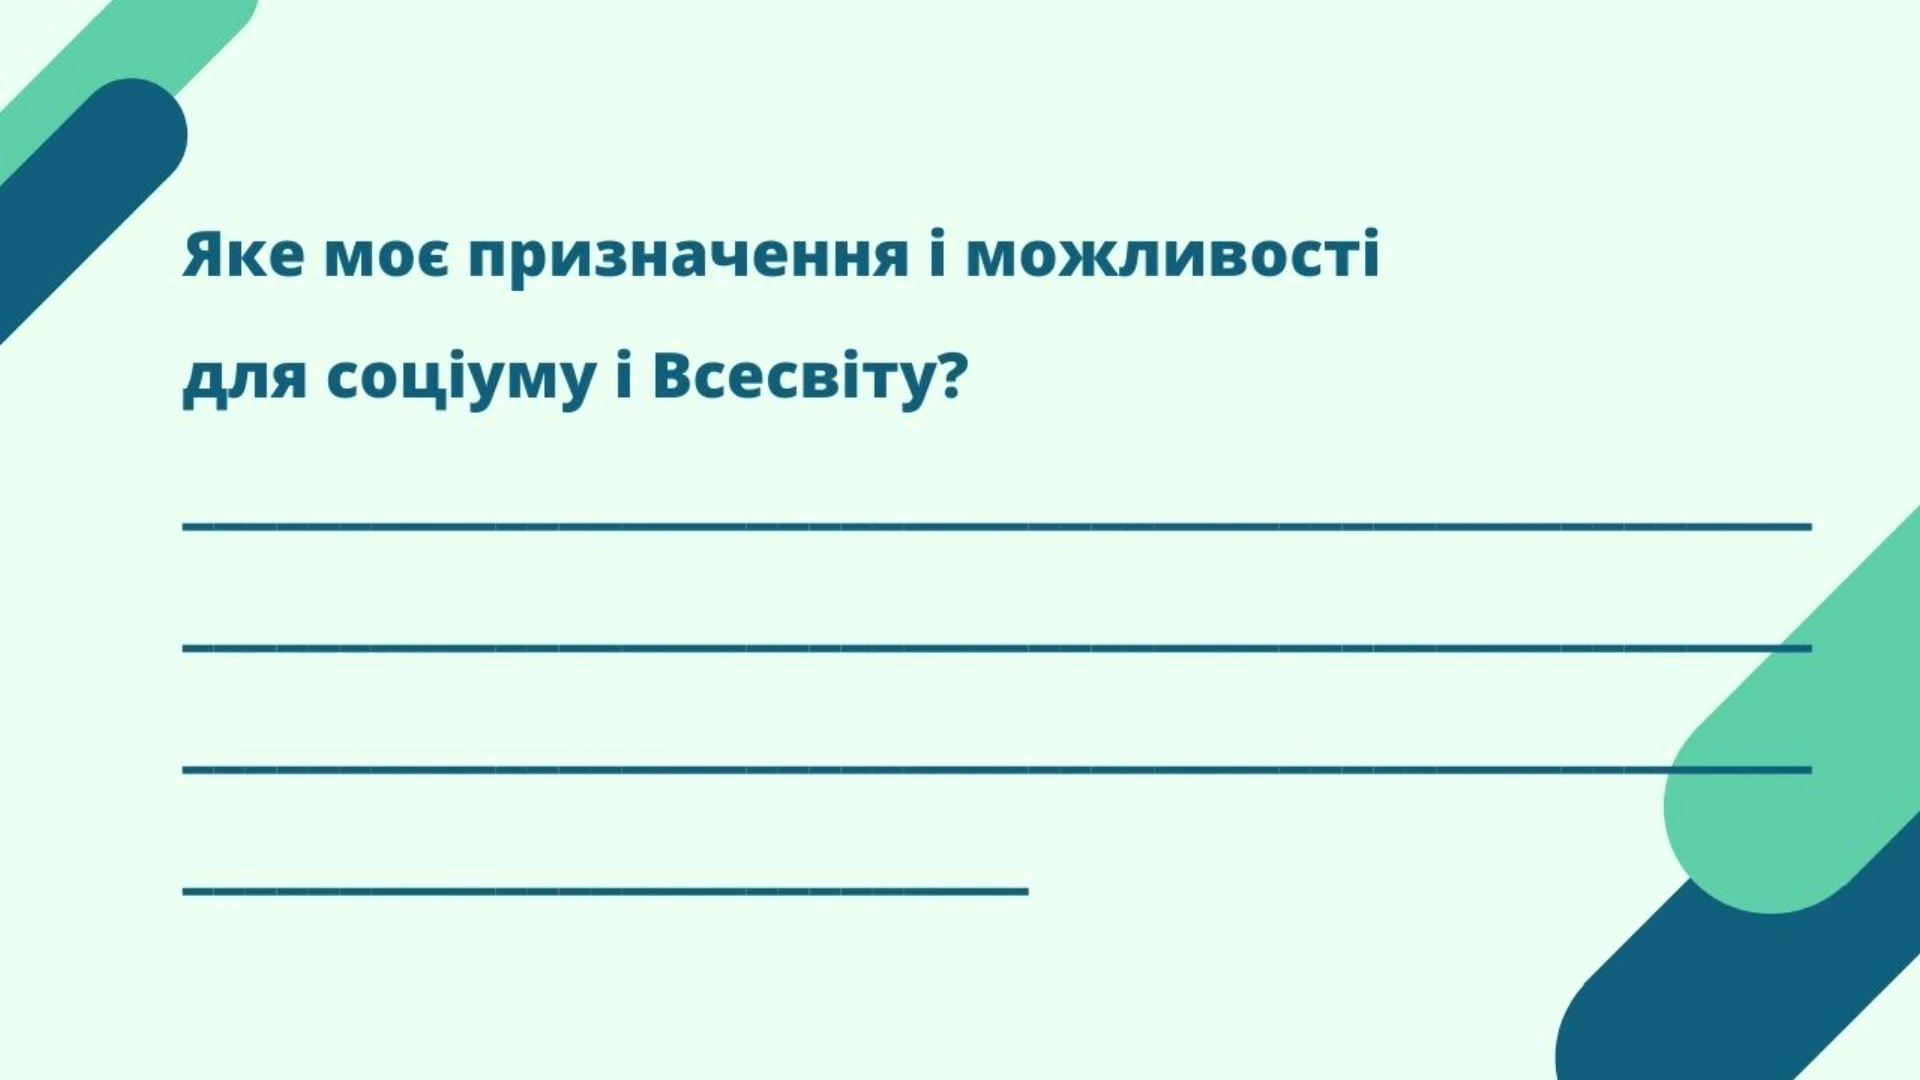 Яке моє призначення і можливості
для соціуму і Всесвіту?